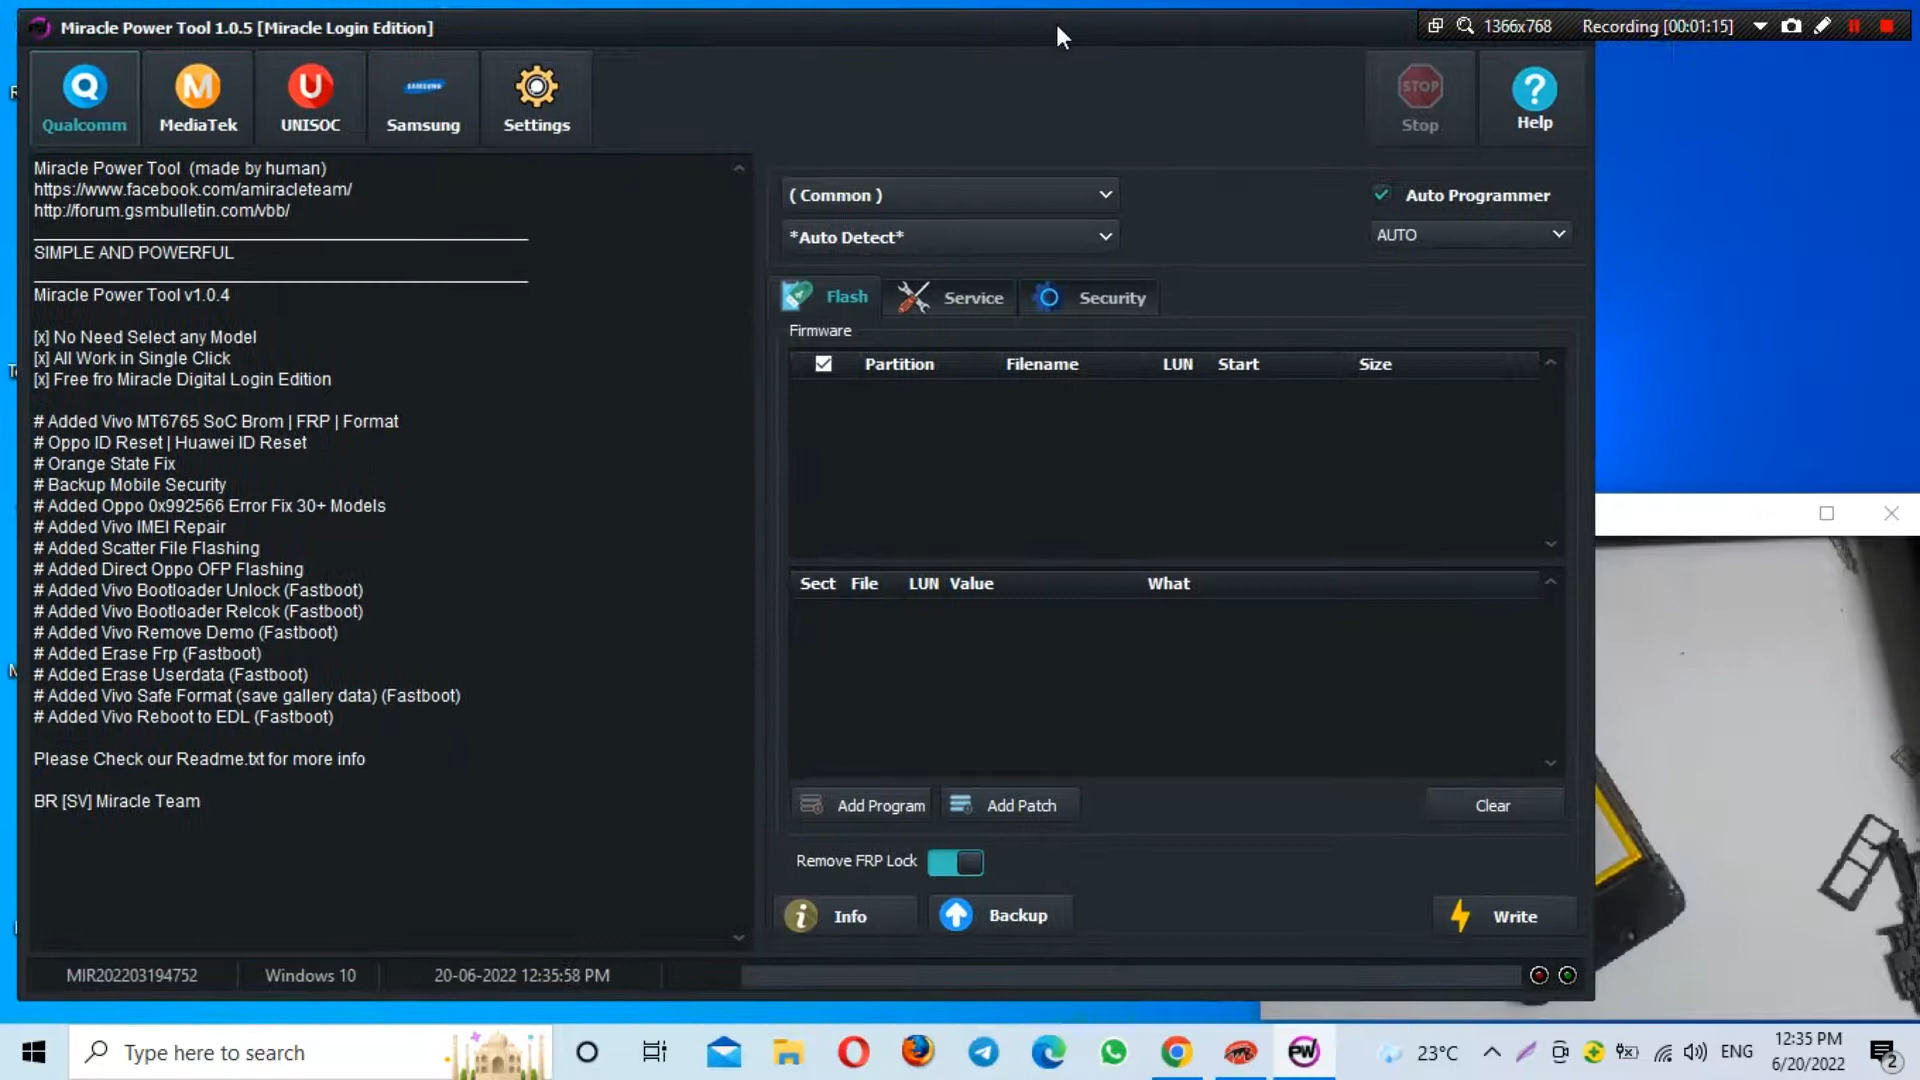 Miracle Power Tool 1.0.5 [Miracle Login Edition]
1366x768 Recording [00:01:15]
Qualcomm MediaTek UNISOC SAMSUNG Samsung Settings STOP Stop Help
Miracle Power Tool (made by human)
https://www.facebook.com/amiracleteam/
http://forum.gsmbulletin.com/vbb/
SIMPLE AND POWERFUL
Miracle Power Tool v1.0.4
[x] No Need Select any Model
[x] All Work in Single Click
[x] Free fro Miracle Digital Login Edition
# Added Vivo MT6765 SoC Brom | FRP | Format
# Oppo ID Reset | Huawei ID Reset
# Orange State Fix
# Backup Mobile Security
# Added Oppo 0x992566 Error Fix 30+ Models
# Added Vivo IMEI Repair
# Added Scatter File Flashing
# Added Direct Oppo OFP Flashing
# Added Vivo Bootloader Unlock (Fastboot)
# Added Vivo Bootloader Relcok (Fastboot)
# Added Vivo Remove Demo (Fastboot)
# Added Erase Frp (Fastboot)
# Added Erase Userdata (Fastboot)
# Added Vivo Safe Format (save gallery data) (Fastboot)
# Added Vivo Reboot to EDL (Fastboot)
Please Check our Readme.txt for more info
BR [SV] Miracle Team
( Common )
Auto Programmer
*Auto Detect*
AUTO
Flash Service Security
Firmware
Partition Filename LUN Start Size
Sect File LUN Value What
Add Program Add Patch Clear
Remove FRP Lock
Info Backup Write
MIR202203194752 Windows 10 20-06-2022 12:35:58 PM
Type here to search
PW
23°C
ENG
12:35 PM
6/20/2022
2